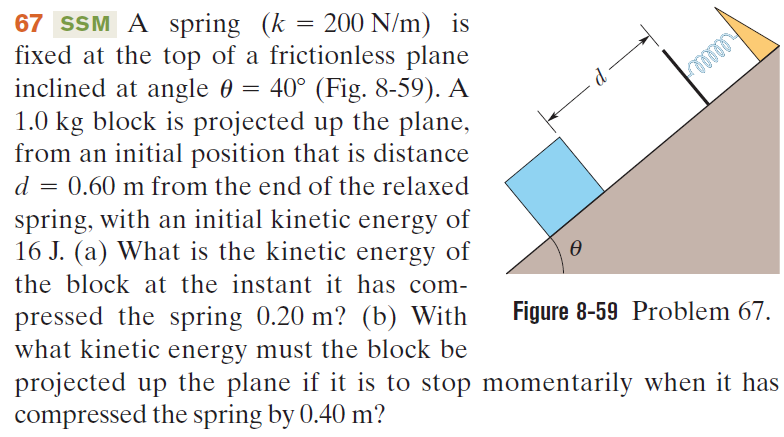 67 SSM A spring (k = 200 N/m) is
fixed at the top of a frictionless plane
inclined at angle θ = 40° (Fig. 8-59). A
1.0 kg block is projected up the plane,
from an initial position that is distance
d = 0.60 m from the end of the relaxed
spring, with an initial kinetic energy of
16 J. (a) What is the kinetic energy of
the block at the instant it has com-
pressed the spring 0.20 m? (b) With
what kinetic energy must the block be
projected up the plane if it is to stop momentarily when it has
compressed the spring by 0.40 m?
d
θ
Figure 8-59 Problem 67.